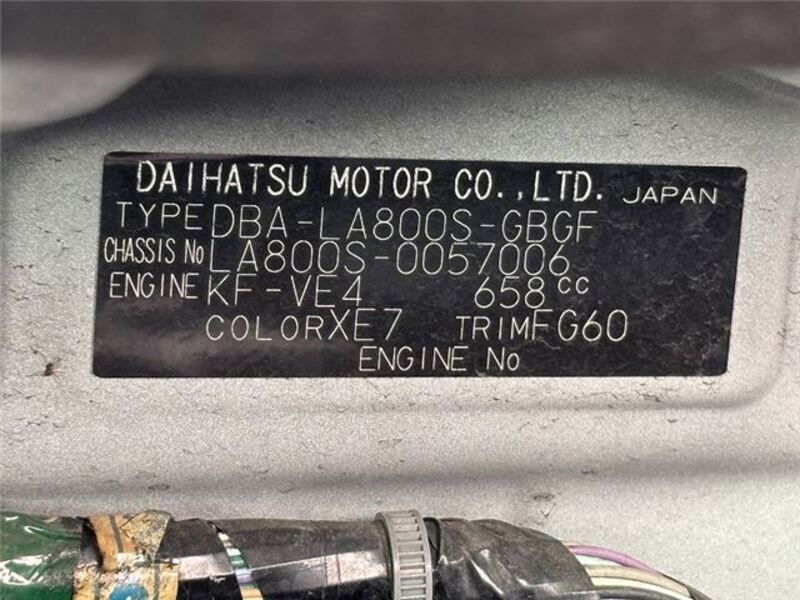 DAIHATSU MOTOR CO.,LTD. JAPAN
TYPE DBA-LA800S-GBGF
CHASSIS No LA800S-0057006
ENGINE KF-VE4 658cc
COLOR XE7 TRIM FG60
ENGINE No